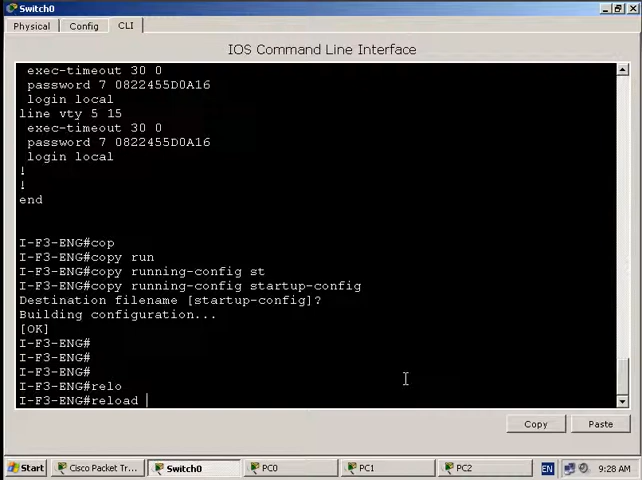 Switch0
Physical Config CLI
IOS Command Line Interface
exec-timeout 30 0
password 7 0822455D0A16
login local
line vty 5 15
exec-timeout 30 0
password 7 0822455D0A16
login local
!
!
end
I-F3-ENG#cop
I-F3-ENG#copy run
I-F3-ENG#copy running-config st
I-F3-ENG#copy running-config startup-config
Destination filename [startup-config]?
Building configuration...
[OK]
I-F3-ENG#
I-F3-ENG#
I-F3-ENG#
I-F3-ENG#relo
I-F3-ENG#reload
Copy Paste
Start Cisco Packet Tr... Switch0 PC0 PC1 PC2 EN 9:28 AM